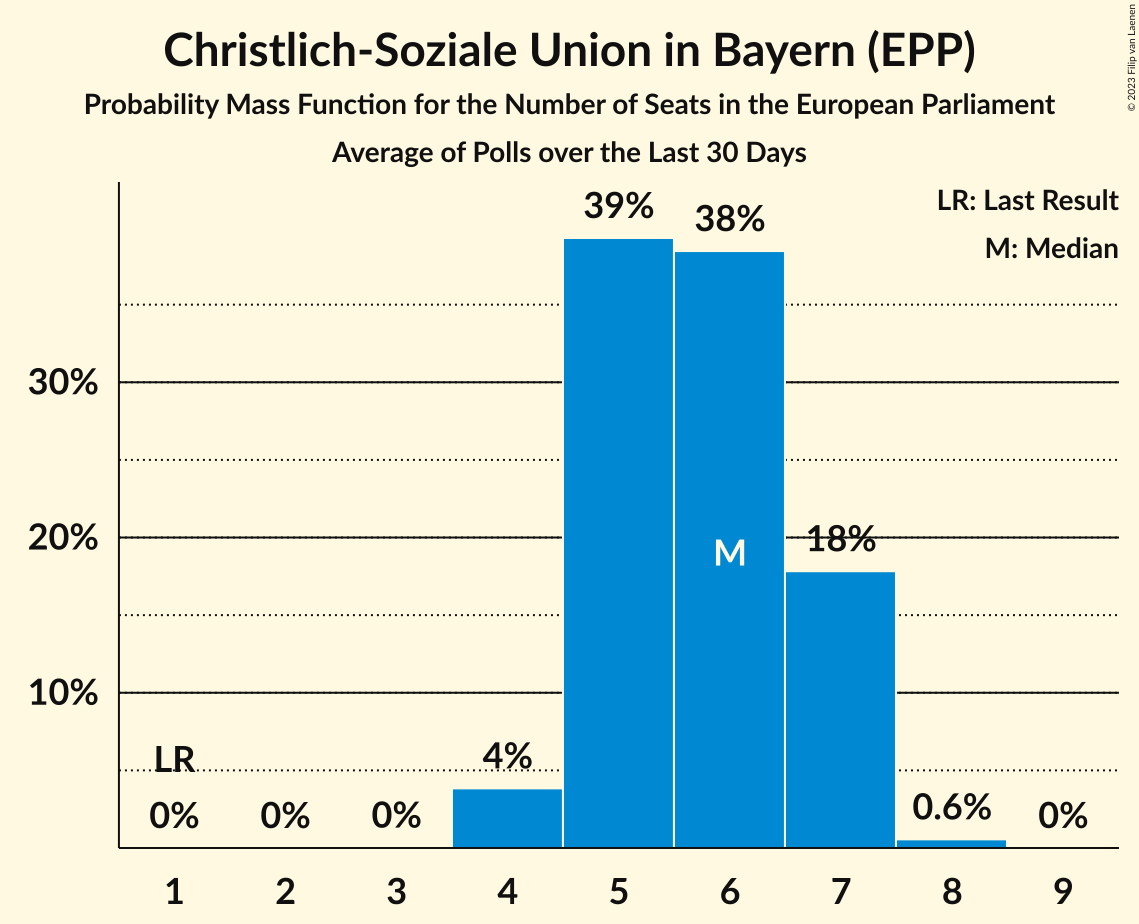 Christlich-Soziale Union in Bayern (EPP)
Probability Mass Function for the Number of Seats in the European Parliament
Average of Polls over the Last 30 Days
© 2023 Filip van Laenen
LR: Last Result
M: Median
39%
38%
30%
20%
M
18%
10%
LR
4%
0%
0%
0%
0.6%
0%
1
2
3
4
5
6
7
8
9